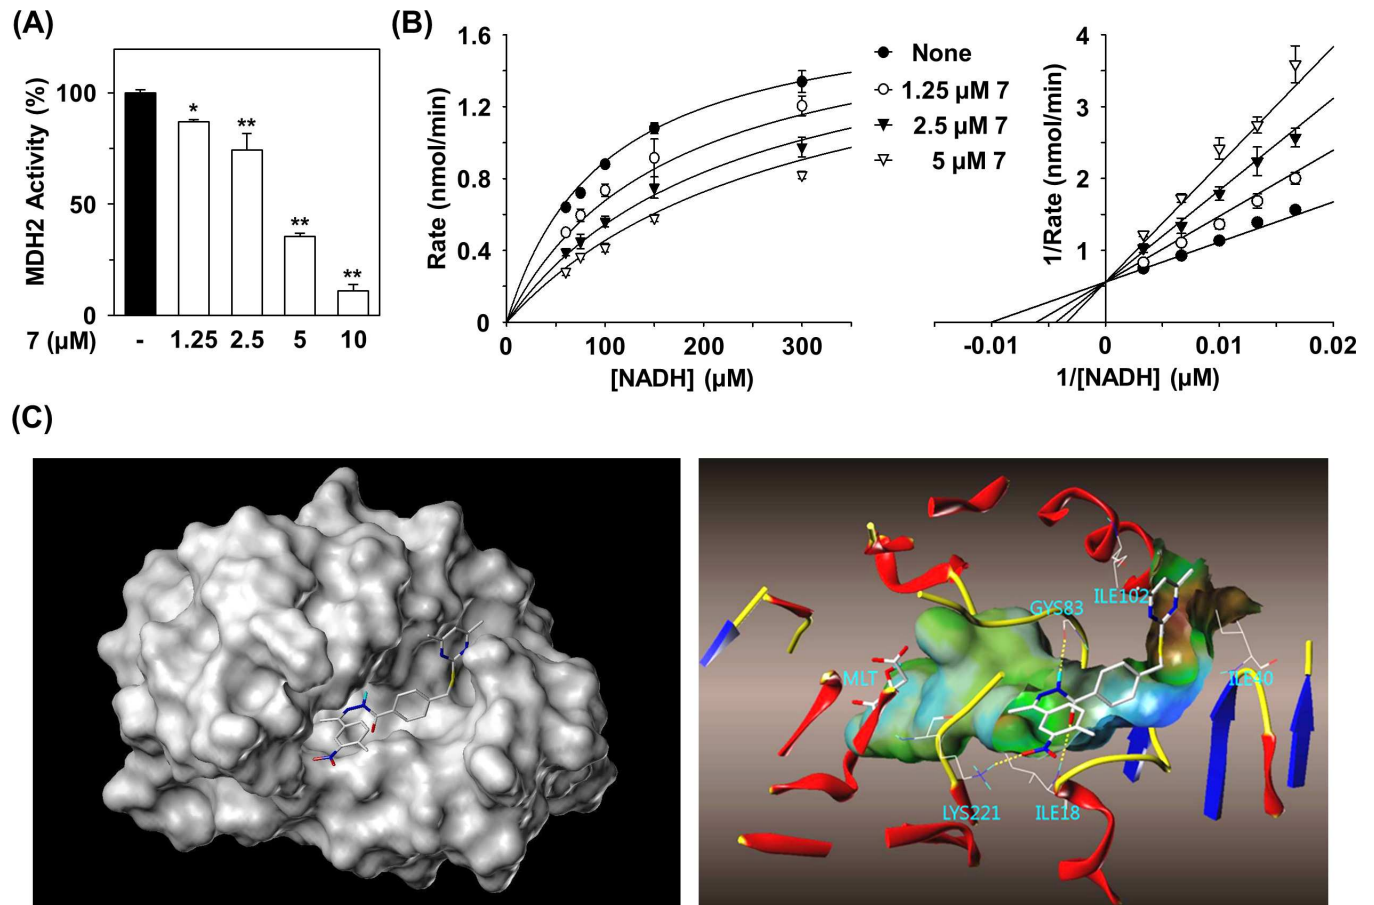 (A)
MDH2 Activity (%)
100
50
0
*
**
**
**
7 (µM)
- 1.25 2.5 5 10
(B)
Rate (nmol/min)
1.6
1.2
0.8
0.4
0
0 100 200 300
[NADH] (µM)
None
1.25 µM 7
2.5 µM 7
5 µM 7
1/Rate (nmol/min)
4
3
2
1
-0.01 0 0.01 0.02
1/[NADH] (µM)
(C)
GYS83
ILE102
MLT
ILE40
LYS221
ILE18